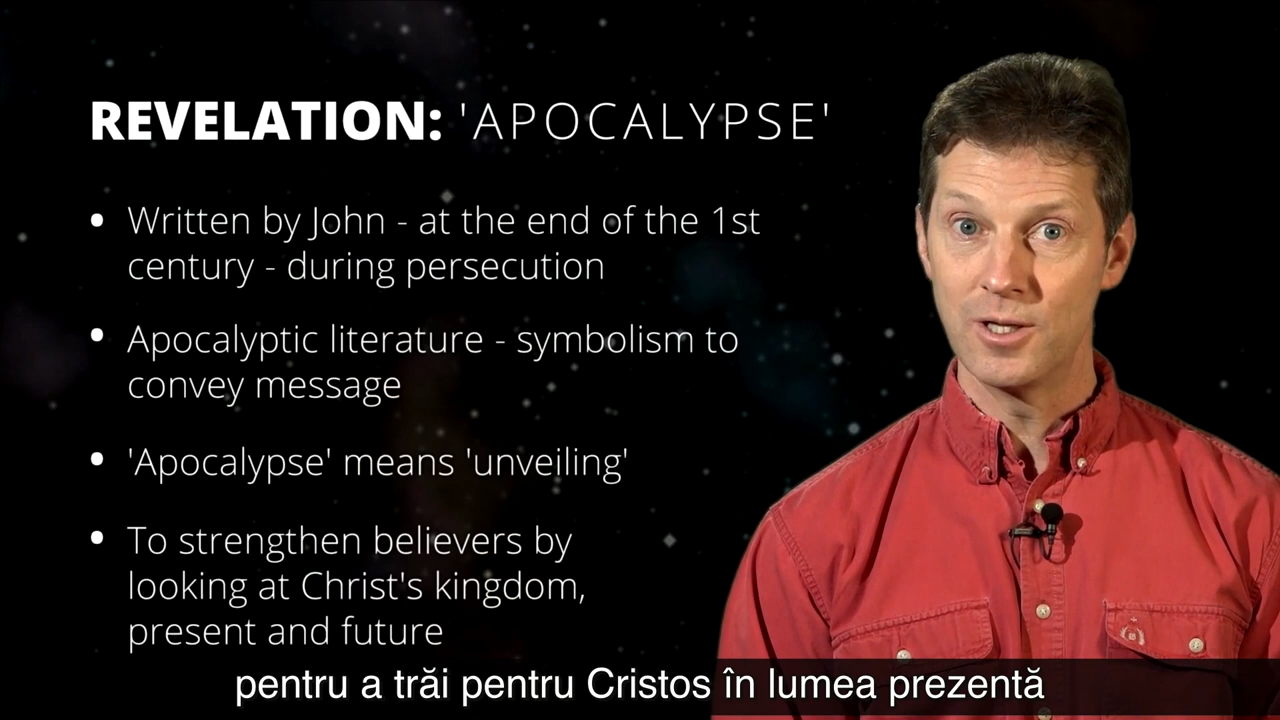 REVELATION: 'APOCALYPSE'
• Written by John - at the end of the 1st
century - during persecution
• Apocalyptic literature - symbolism to
convey message
• 'Apocalypse' means 'unveiling'
• To strengthen believers by
looking at Christ's kingdom,
present and future
pentru a trăi pentru Cristos în lumea prezentă